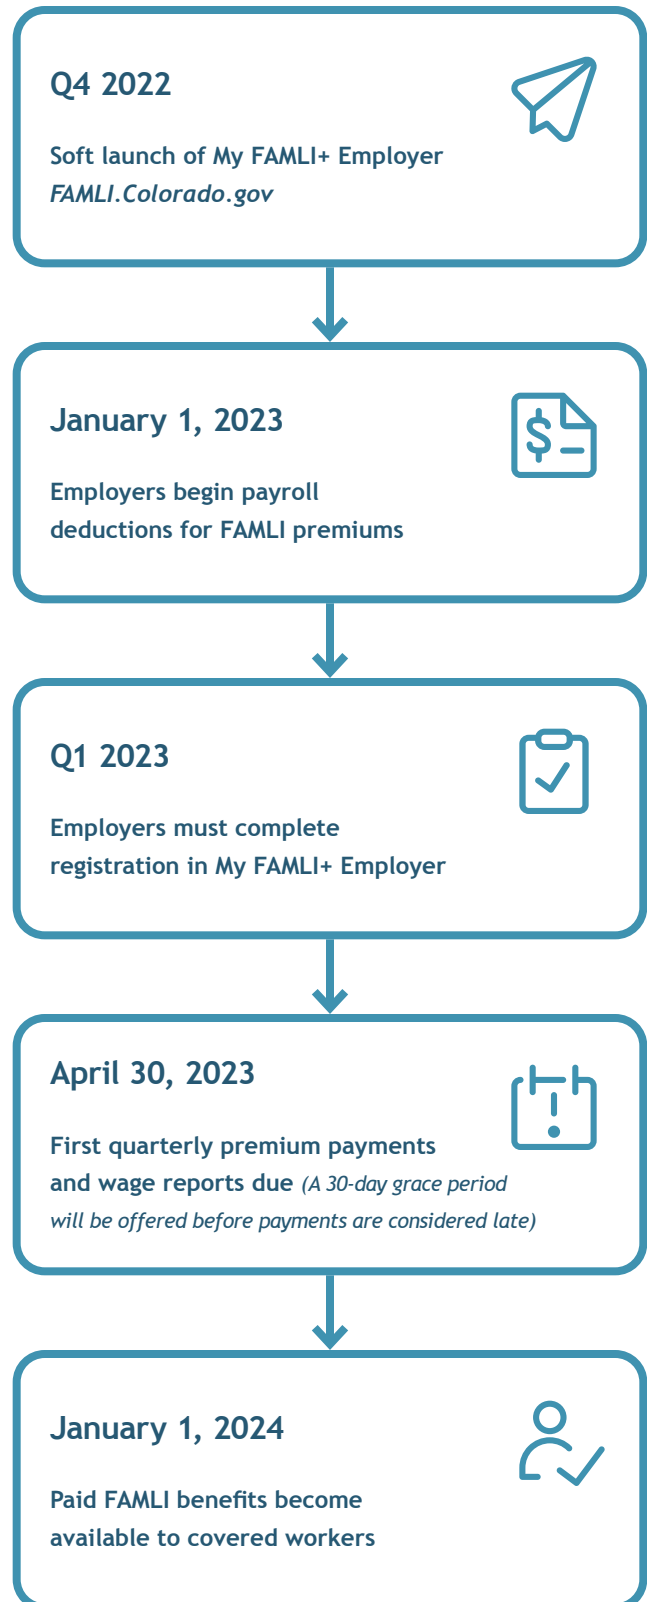 Q4 2022
Soft launch of My FAMLI+ Employer
FAMLI.Colorado.gov
January 1, 2023
Employers begin payroll
deductions for FAMLI premiums
Q1 2023
Employers must complete
registration in My FAMLI+ Employer
April 30, 2023
First quarterly premium payments
and wage reports due (A 30-day grace period
will be offered before payments are considered late)
January 1, 2024
Paid FAMLI benefits become
available to covered workers